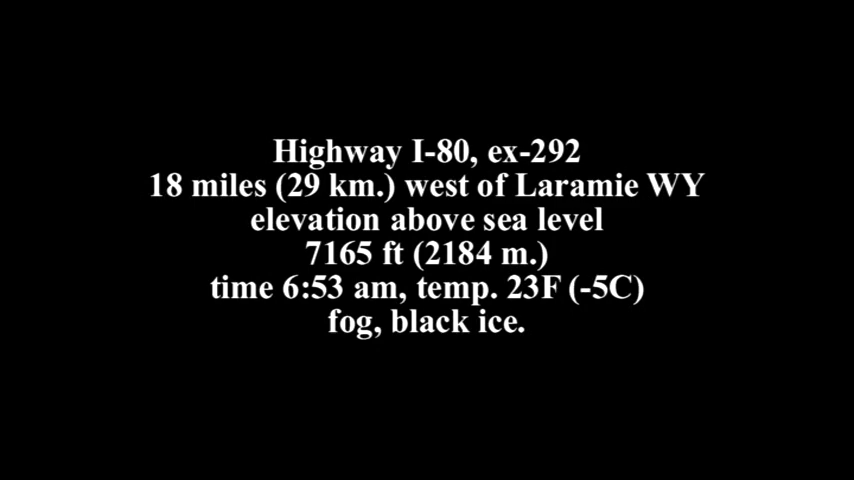 Highway I-80, ex-292
18 miles (29 km.) west of Laramie WY
elevation above sea level
7165 ft (2184 m.)
time 6:53 am, temp. 23F (-5C)
fog, black ice.